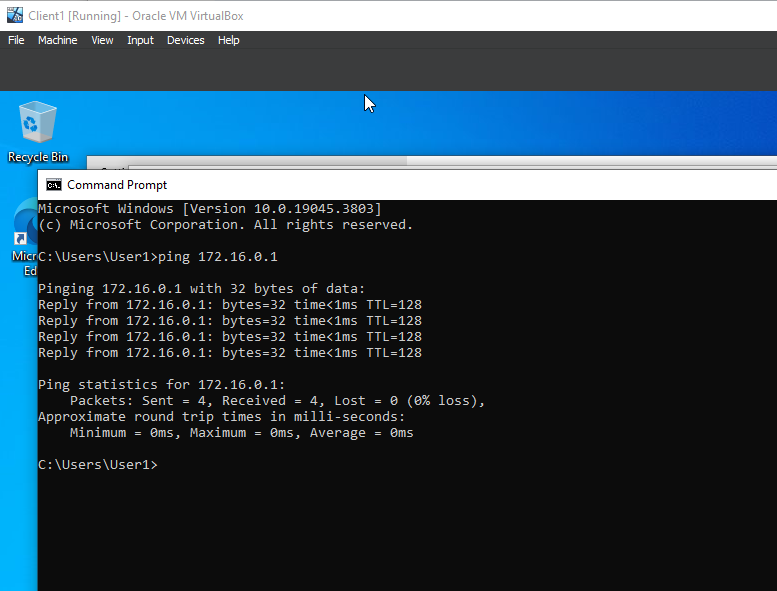 Client1 [Running] - Oracle VM VirtualBox
File Machine View Input Devices Help
Recycle Bin
Command Prompt
Microsoft Windows [Version 10.0.19045.3803]
(c) Microsoft Corporation. All rights reserved.
Micr
Ed
C:\Users\User1>ping 172.16.0.1
Pinging 172.16.0.1 with 32 bytes of data:
Reply from 172.16.0.1: bytes=32 time<1ms TTL=128
Reply from 172.16.0.1: bytes=32 time<1ms TTL=128
Reply from 172.16.0.1: bytes=32 time<1ms TTL=128
Reply from 172.16.0.1: bytes=32 time<1ms TTL=128
Ping statistics for 172.16.0.1:
Packets: Sent = 4, Received = 4, Lost = 0 (0% loss),
Approximate round trip times in milli-seconds:
Minimum = 0ms, Maximum = 0ms, Average = 0ms
C:\Users\User1>